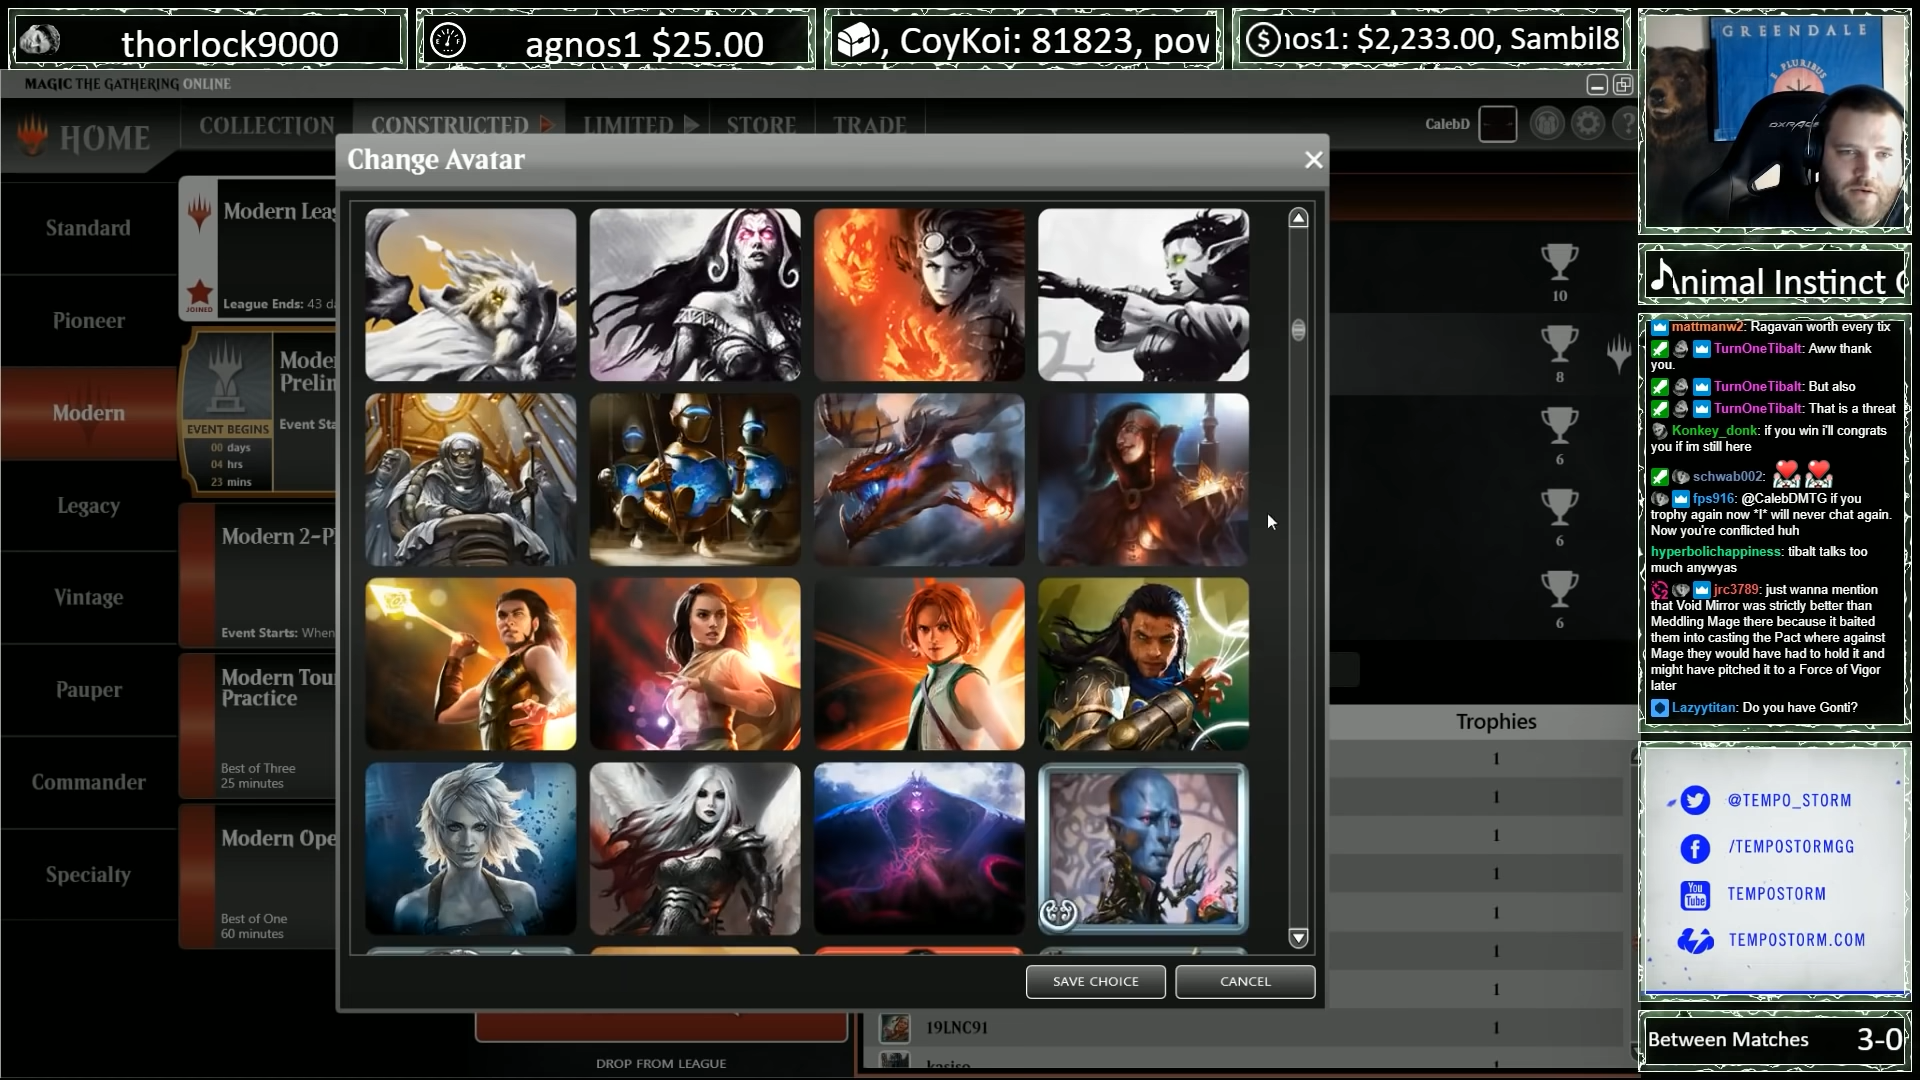 thorlock9000
agnos1 $25.00
), CoyKoi: 81823, pow
nos1: $2,233.00, Sambil8
GREENDALE
E PLURIBUS
DXRACER
MAGIC THE GATHERING ONLINE
HOME
COLLECTION
CONSTRUCTED
LIMITED
STORE
TRADE
CalebD
?
Change Avatar
Standard
Pioneer
Modern
Legacy
Vintage
Pauper
Commander
Specialty
Modern Lea
JOINED
League Ends: 43 d
Mode
Prelin
EVENT BEGINS
Event Sta
00 days
04 hrs
23 mins
Modern 2-P
Event Starts: When
Modern Tou
Practice
Best of Three
25 minutes
Modern Ope
Best of One
60 minutes
10
8
6
6
6
Trophies
1
1
1
1
1
1
1
19LNC91
1
kasiso
1
SAVE CHOICE
CANCEL
DROP FROM LEAGUE
Animal Instinct
mattmanw2: Ragavan worth every tix
TurnOneTibalt: Aww thank
you.
TurnOneTibalt: But also
TurnOneTibalt: That is a threat
Konkey_donk: if you win i'll congrats
you if im still here
schwab002:
fps916: @CalebDMTG if you
trophy again now *I* will never chat again.
Now you're conflicted huh
hyperbolichappiness: tibalt talks too
much anywyas
jrc3789: just wanna mention
that Void Mirror was strictly better than
Meddling Mage there because it baited
them into casting the Pact where against
Mage they would have had to hold it and
might have pitched it to a Force of Vigor
later
Lazyytitan: Do you have Gonti?
@TEMPO_STORM
/TEMPOSTORMGG
You
Tube
TEMPOSTORM
TEMPOSTORM.COM
Between Matches
3-0